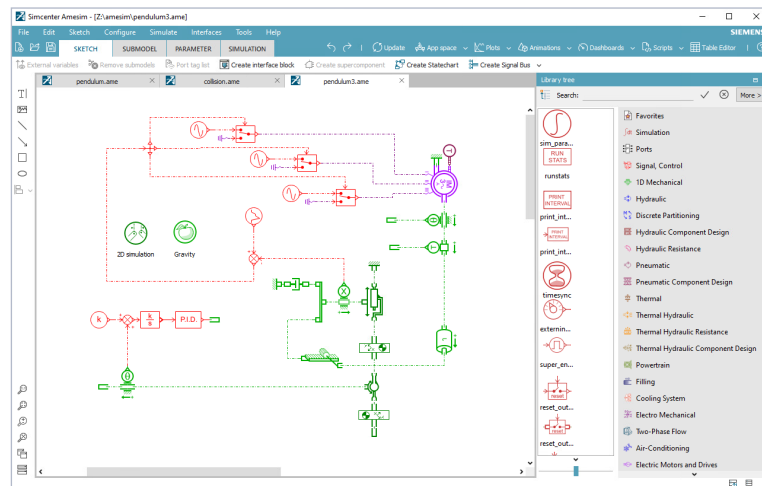 Simcenter Amesim - [Z:\amesim/pendulum3.ame]
File Edit Sketch Configure Simulate Interfaces Tools Help
SIEMENS
SKETCH SUBMODEL PARAMETER SIMULATION
Update App space Plots Animations Dashboards Scripts Table Editor
External variables Remove submodels Port tag list Create interface block Create supercomponent Create Statechart Create Signal Bus
pendulum.ame collision.ame pendulum3.ame
2D simulation
Gravity
k
k
s
P.I.D.
Library tree
Search:
More >
sim_para...
RUN
STATS
runstats
PRINT
INTERVAL
print_int...
PRINT
INTERVAL
print_int...
timesync
externin...
super_en...
reset
reset_out...
reset
reset_out...
Favorites
Simulation
Ports
Signal, Control
1D Mechanical
Hydraulic
Discrete Partitioning
Hydraulic Component Design
Hydraulic Resistance
Pneumatic
Pneumatic Component Design
Thermal
Thermal Hydraulic
Thermal Hydraulic Resistance
Thermal Hydraulic Component Design
Powertrain
Filling
Cooling System
Electro Mechanical
Two-Phase Flow
Air-Conditioning
Electric Motors and Drives